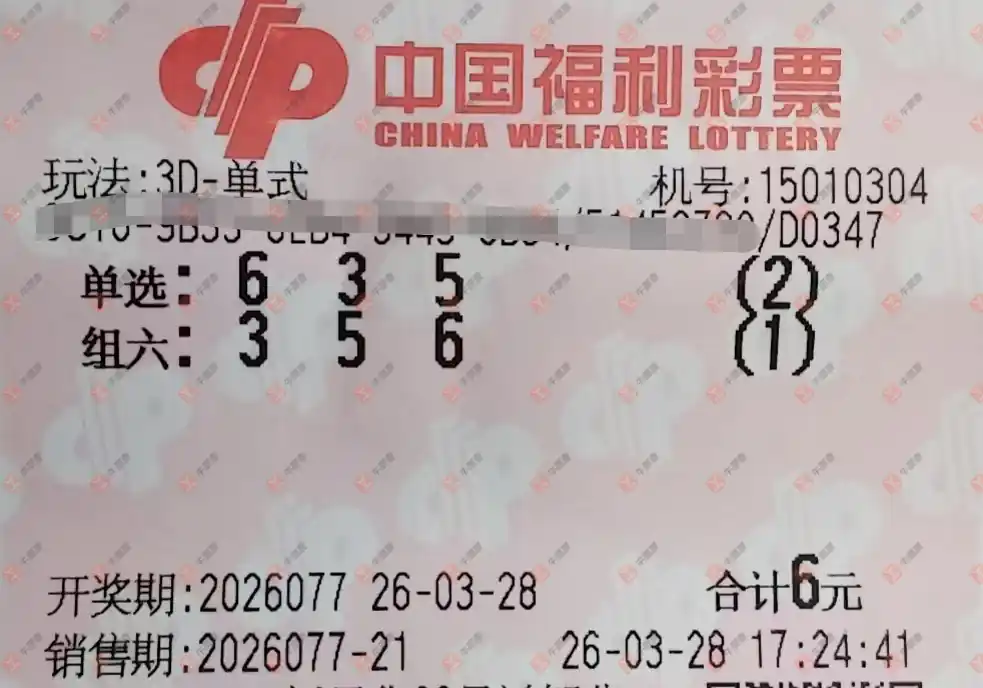 中国福利彩票
CHINA WELFARE LOTTERY
玩法:3D-单式 机号:15010304
/D0347
单选: 6 3 5 (2)
组六: 3 5 6 (1)
开奖期:2026077 26-03-28 合计6元
销售期:2026077-21 26-03-28 17:24:41